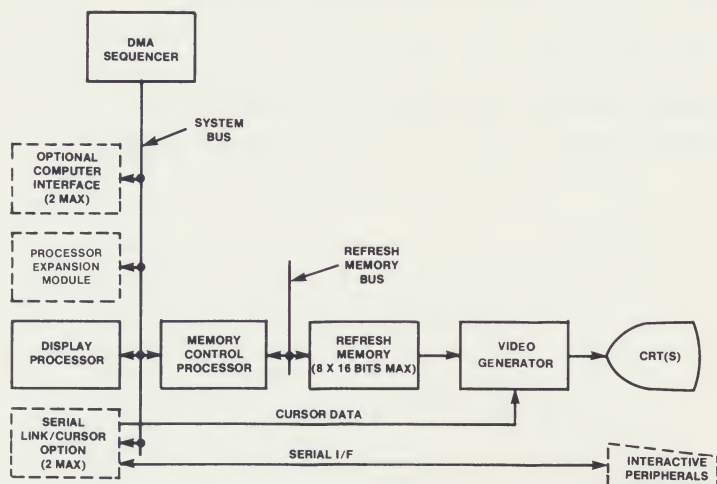 DMA
SEQUENCER
SYSTEM
BUS
OPTIONAL
COMPUTER
INTERFACE
(2 MAX)
PROCESSOR
EXPANSION
MODULE
REFRESH
MEMORY
BUS
DISPLAY
PROCESSOR
MEMORY
CONTROL
PROCESSOR
REFRESH
MEMORY
(8 X 16 BITS MAX)
VIDEO
GENERATOR
CRT(S)
SERIAL
LINK/CURSOR
OPTION
(2 MAX)
CURSOR DATA
SERIAL I/F
INTERACTIVE
PERIPHERALS